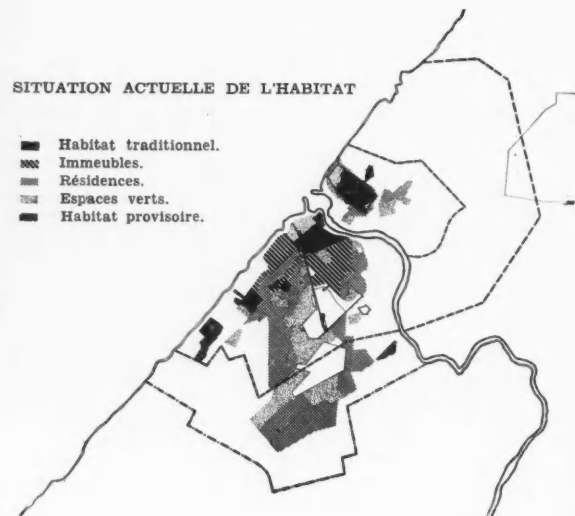 SITUATION ACTUELLE DE L'HABITAT
Habitat traditionnel.
Immeubles.
Résidences.
Espaces verts.
Habitat provisoire.